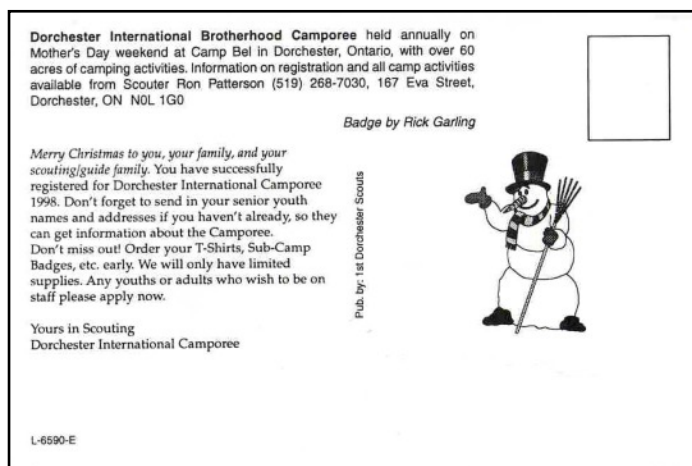 Dorchester International Brotherhood Camporee held annually on
Mother's Day weekend at Camp Bel in Dorchester, Ontario, with over 60
acres of camping activities. Information on registration and all camp activities
available from Scouter Ron Patterson (519) 268-7030, 167 Eva Street,
Dorchester, ON N0L 1G0
Badge by Rick Garling
Merry Christmas to you, your family, and your
scouting/guide family. You have successfully
registered for Dorchester International Camporee
1998. Don't forget to send in your senior youth
names and addresses if you haven't already, so they
can get information about the Camporee.
Don't miss out! Order your T-Shirts, Sub-Camp
Badges, etc. early. We will only have limited
supplies. Any youths or adults who wish to be on
staff please apply now.
Yours in Scouting
Dorchester International Camporee
Pub. by: 1st Dorchester Scouts
L-6590-E